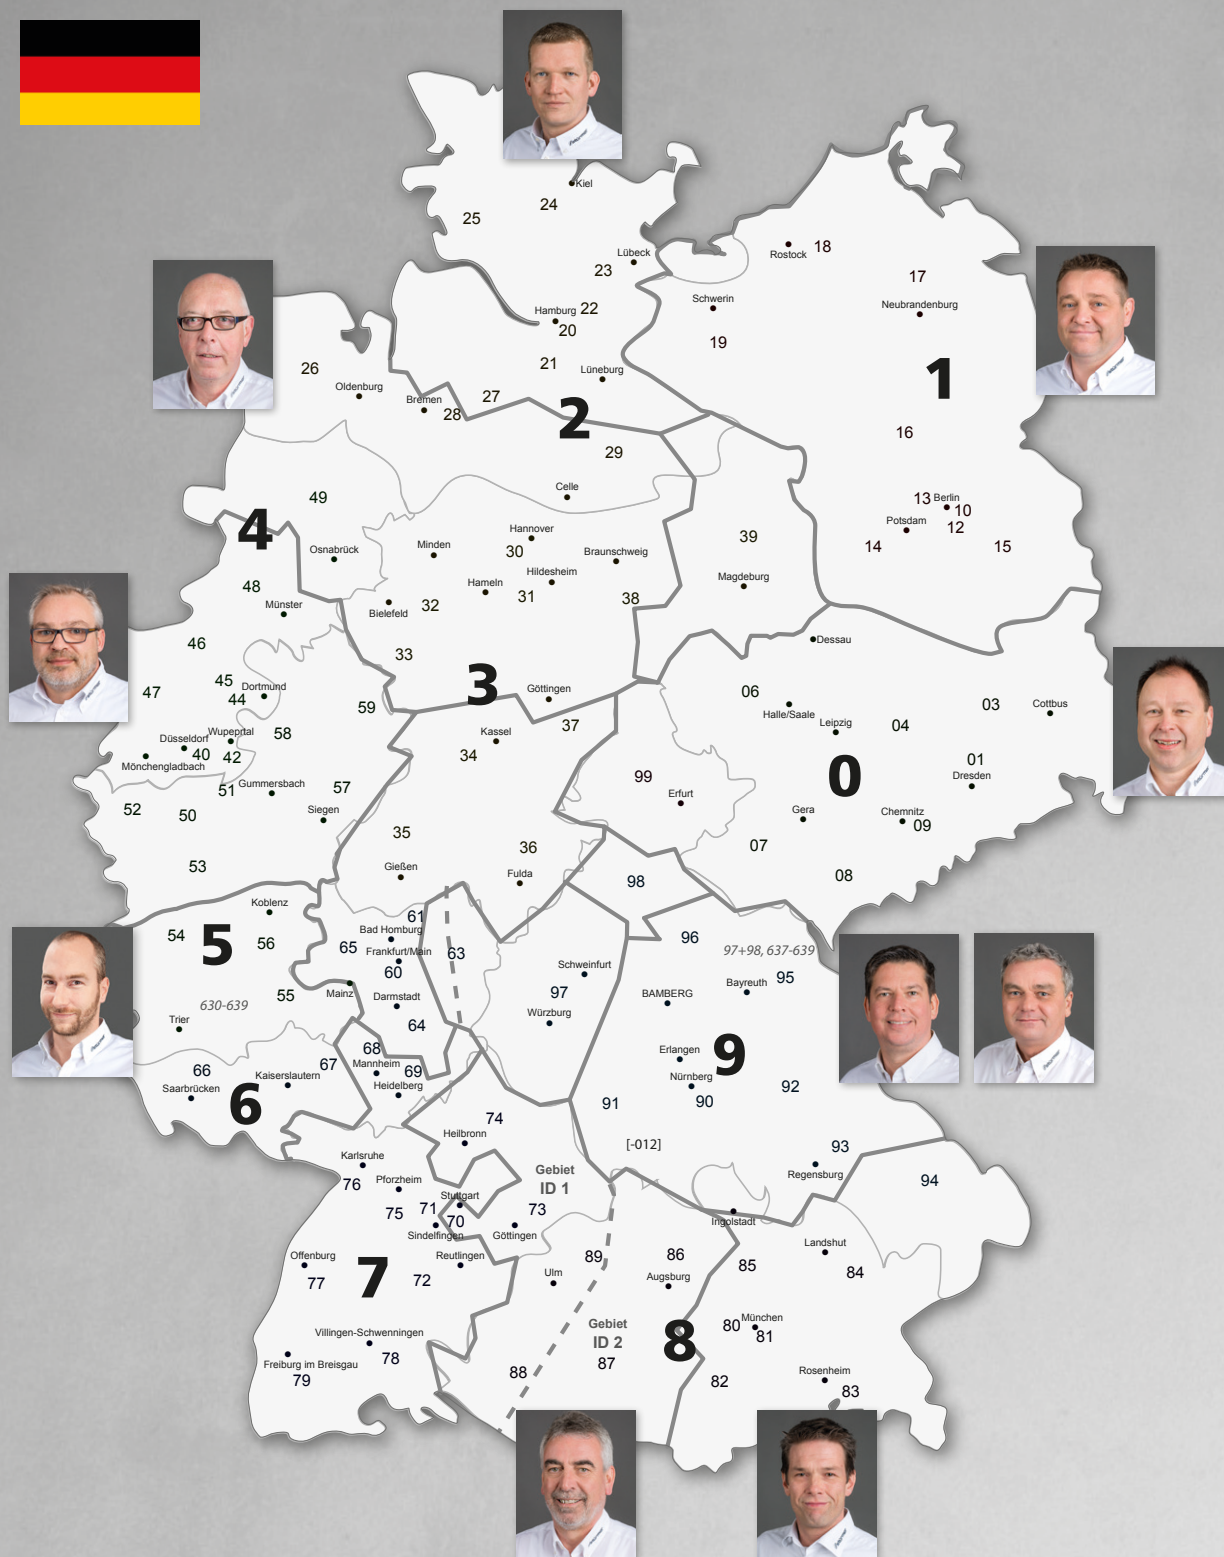 Kiel
24
25
Lübeck
23
18
Rostock
17
Neubrandenburg
Schwerin
22
Hamburg
20
19
21
26
Lüneburg
1
Oldenburg
27
Bremen
28
2
16
29
Celle
49
13
Berlin
10
4
Potsdam
12
14
15
Hannover
30
39
Osnabrück
Minden
Braunschweig
Hildesheim
Magdeburg
48
Hameln
31
38
Münster
32
Bielefeld
46
33
Dessau
45
Dortmund
47
44
3
Göttingen
06
03
Cottbus
59
Halle/Saale
Leipzig
04
37
Kassel
34
58
Düsseldorf
Wupeprtal
40
42
Mönchengladbach
01
Dresden
99
0
51
Gummersbach
57
Erfurt
52
50
Siegen
Gera
Chemnitz
09
35
36
07
53
Gießen
Fulda
98
08
Koblenz
61
54
5
56
Bad Homburg
65
Frankfurt/Main
63
60
96
97+98, 637-639
Schweinfurt
95
Bayreuth
55
Mainz
97
BAMBERG
630-639
Darmstadt
Würzburg
Trier
64
68
Erlangen
9
67
Mannheim
69
66
Kaiserslautern
Heidelberg
Nürnberg
92
Saarbrücken
6
91
90
74
Heilbronn
[-012]
93
Karlsruhe
Gebiet
ID 1
Regensburg
94
76
Pforzheim
Stuttgart
75
71
70
73
Sindelfingen
Göttingen
Ingolstadt
Offenburg
Reutlingen
89
86
Landshut
85
84
7
77
72
Ulm
Augsburg
Gebiet
ID 2
München
80
81
8
Villingen-Schwenningen
78
Freiburg im Breisgau
79
88
87
82
Rosenheim
83